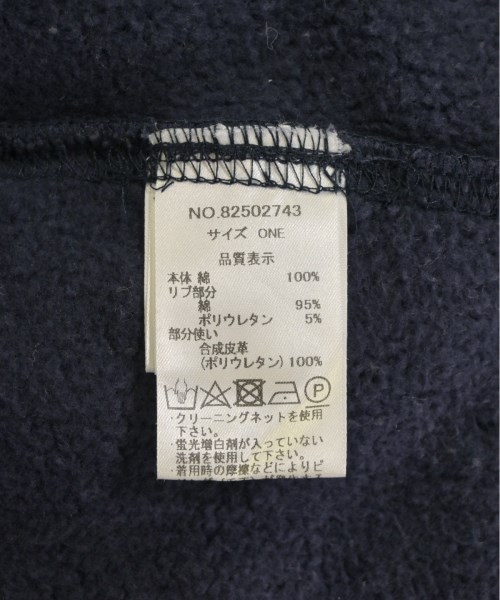 NO.82502743
サイズ ONE
品質表示
本体 綿 100%
リブ部分
綿 95%
ポリウレタン 5%
部分使い
合成皮革
(ポリウレタン) 100%
P
・クリーニングネットを使用
下さい。
・蛍光増白剤が入っていない
洗剤を使用して下さい。
・着用時の摩擦などによりピ